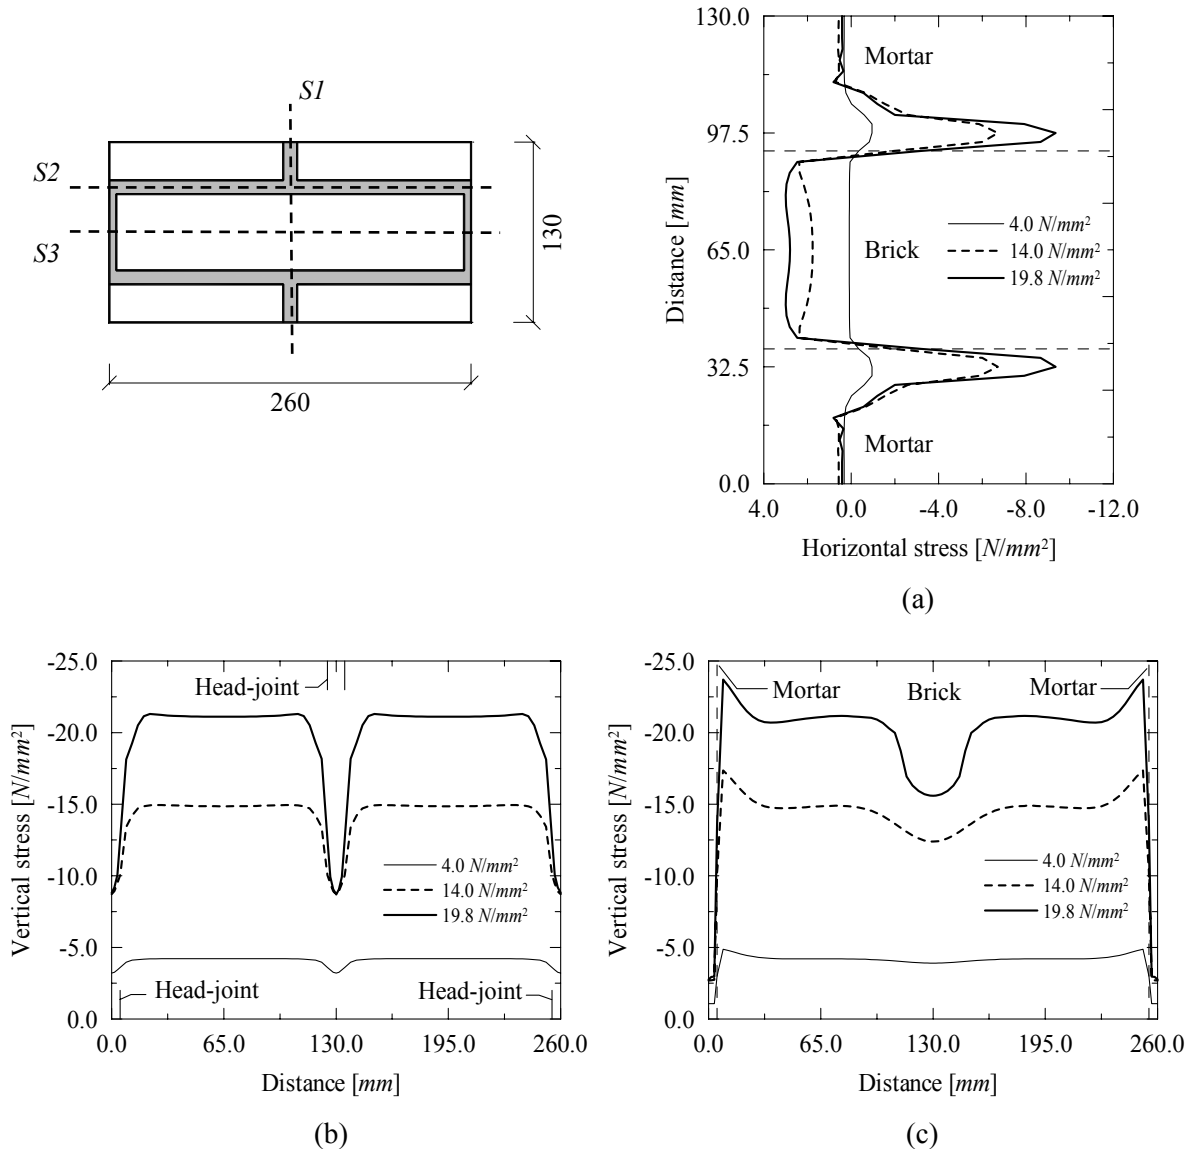 S1
S2
S3
130
260
130.0
97.5
65.0
32.5
0.0
Distance [mm]
Mortar
Brick
Mortar
4.0 N/mm²
14.0 N/mm²
19.8 N/mm²
4.0 0.0 -4.0 -8.0 -12.0
Horizontal stress [N/mm²]
(a)
-25.0
-20.0
-15.0
-10.0
-5.0
0.0
Vertical stress [N/mm²]
Head-joint
4.0 N/mm²
14.0 N/mm²
19.8 N/mm²
Head-joint Head-joint
0.0 65.0 130.0 195.0 260.0
Distance [mm]
(b)
-25.0
-20.0
-15.0
-10.0
-5.0
0.0
Vertical stress [N/mm²]
Mortar Brick Mortar
4.0 N/mm²
14.0 N/mm²
19.8 N/mm²
0.0 65.0 130.0 195.0 260.0
Distance [mm]
(c)